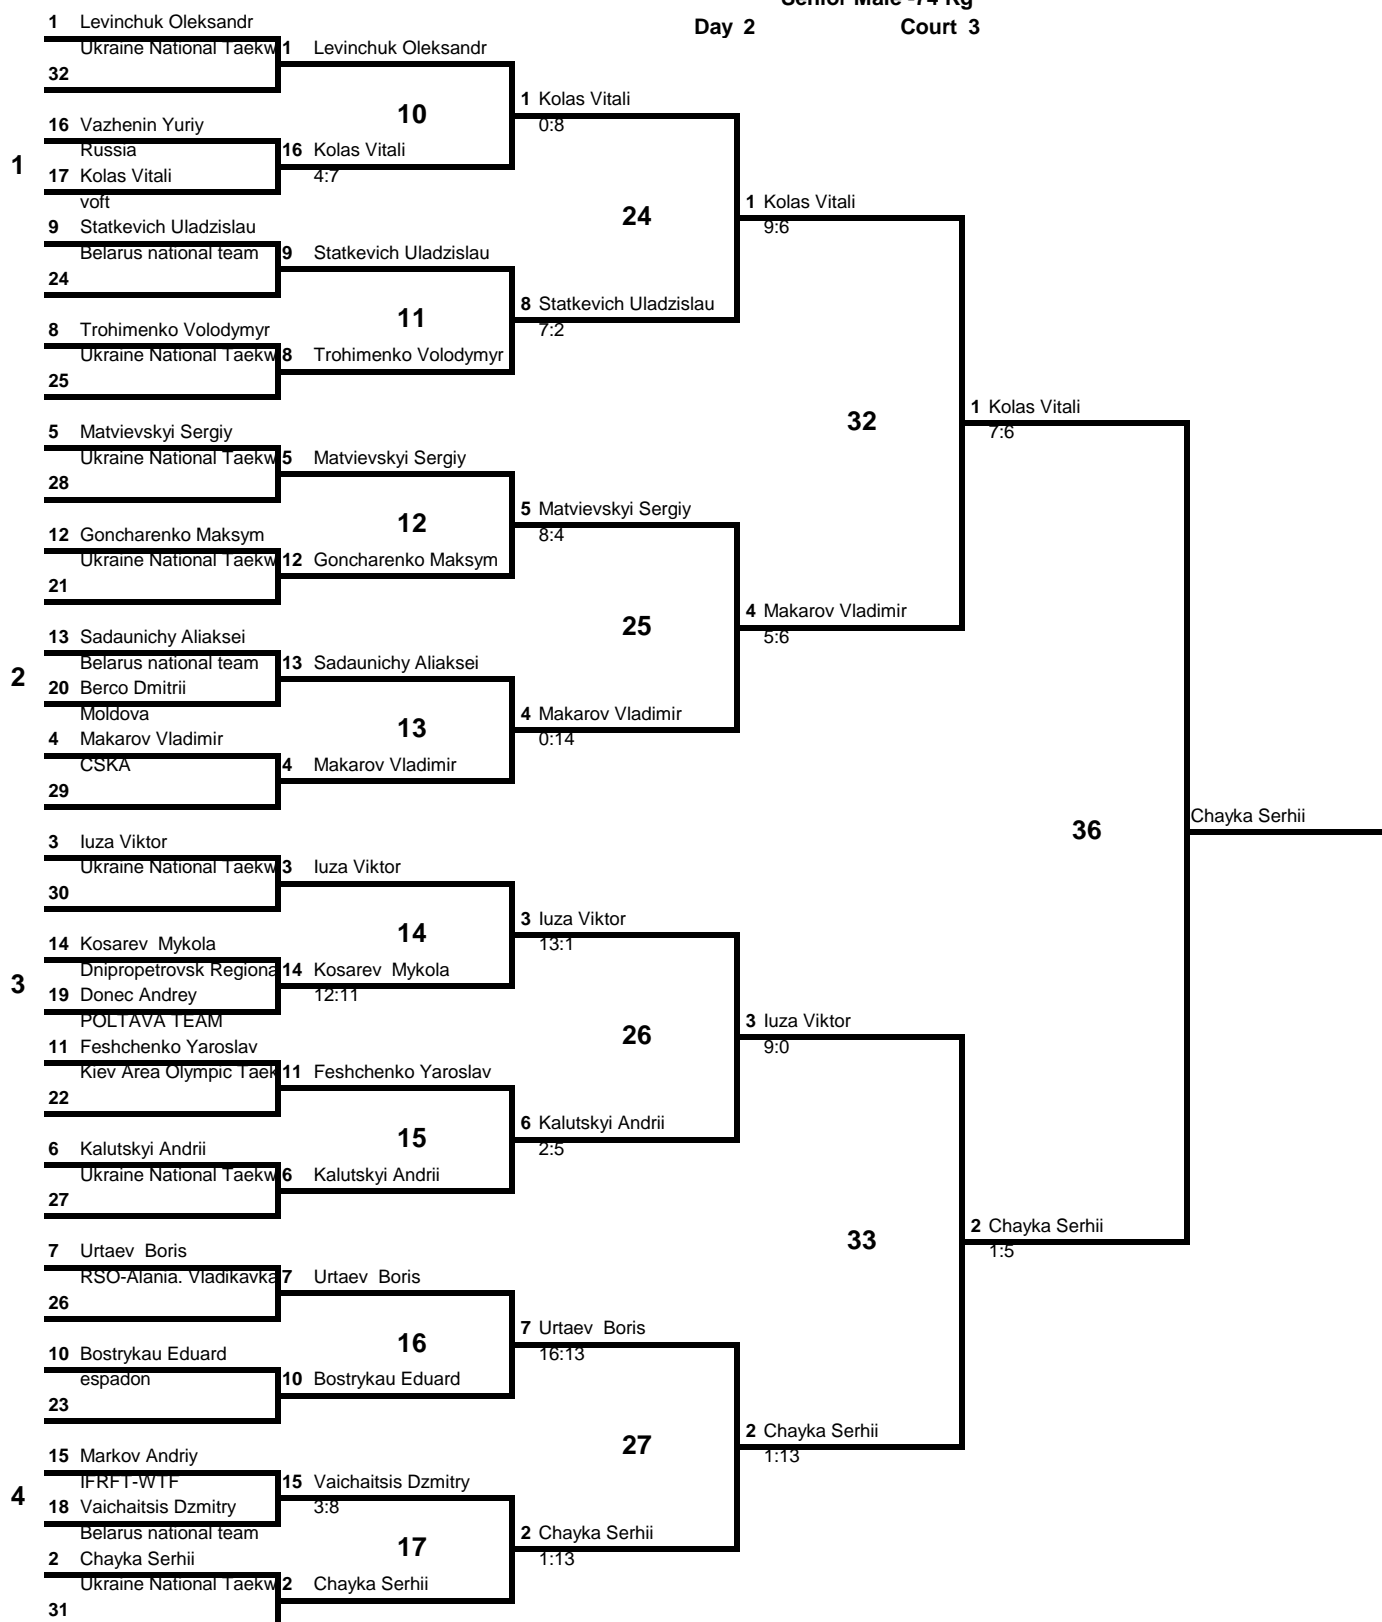 Senior Male -74 Kg
Day 2 Court 3
1 Levinchuk Oleksandr
Ukraine National Taekw
32
16 Vazhenin Yuriy
Russia
1
17 Kolas Vitali
voft
9 Statkevich Uladzislau
Belarus national team
24
8 Trohimenko Volodymyr
Ukraine National Taekw
25
5 Matvievskyi Sergiy
Ukraine National Taekw
28
12 Goncharenko Maksym
Ukraine National Taekw
21
13 Sadaunichy Aliaksei
Belarus national team
2
20 Berco Dmitrii
Moldova
4 Makarov Vladimir
CSKA
29
3 Iuza Viktor
Ukraine National Taekw
30
14 Kosarev Mykola
Dnipropetrovsk Regiona
3
19 Donec Andrey
POLTAVA TEAM
11 Feshchenko Yaroslav
Kiev Area Olympic Taek
22
6 Kalutskyi Andrii
Ukraine National Taekw
27
7 Urtaev Boris
RSO-Alania. Vladikavka
26
10 Bostrykau Eduard
espadon
23
15 Markov Andriy
IFRFT-WTF
4
18 Vaichaitsis Dzmitry
Belarus national team
2 Chayka Serhii
Ukraine National Taekw
31
1 Levinchuk Oleksandr
10
16 Kolas Vitali
4:7
9 Statkevich Uladzislau
11
8 Trohimenko Volodymyr
5 Matvievskyi Sergiy
12
12 Goncharenko Maksym
13 Sadaunichy Aliaksei
13
4 Makarov Vladimir
3 Iuza Viktor
14
14 Kosarev Mykola
12:11
11 Feshchenko Yaroslav
15
6 Kalutskyi Andrii
7 Urtaev Boris
16
10 Bostrykau Eduard
15 Vaichaitsis Dzmitry
3:8
17
2 Chayka Serhii
1 Kolas Vitali
0:8
24
8 Statkevich Uladzislau
7:2
5 Matvievskyi Sergiy
8:4
25
4 Makarov Vladimir
0:14
3 Iuza Viktor
13:1
26
6 Kalutskyi Andrii
2:5
7 Urtaev Boris
16:13
27
2 Chayka Serhii
1:13
1 Kolas Vitali
9:6
32
4 Makarov Vladimir
5:6
3 Iuza Viktor
9:0
33
2 Chayka Serhii
1:13
1 Kolas Vitali
7:6
36
2 Chayka Serhii
1:5
Chayka Serhii